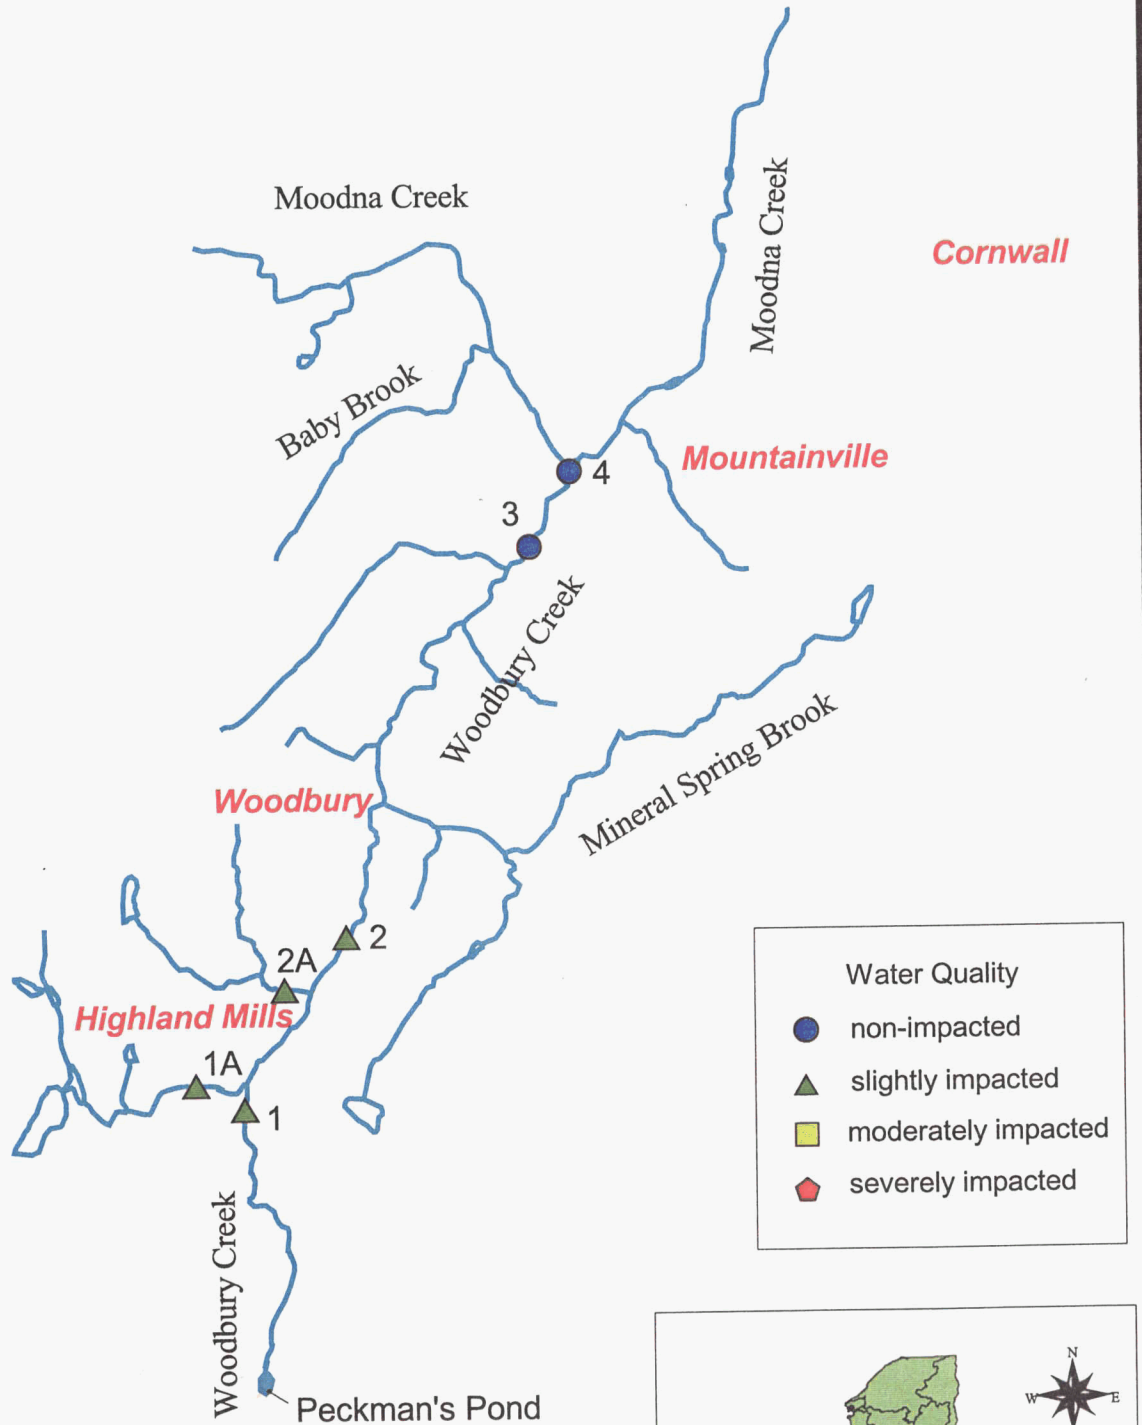 Moodna Creek
Moodna Creek
Cornwall
Baby Brook
Mountainville
4
3
Woodbury Creek
Mineral Spring Brook
Woodbury
2
2A
Highland Mills
1A
1
Water Quality
non-impacted
slightly impacted
moderately impacted
severely impacted
Woodbury Creek
Peckman's Pond
N
W
E